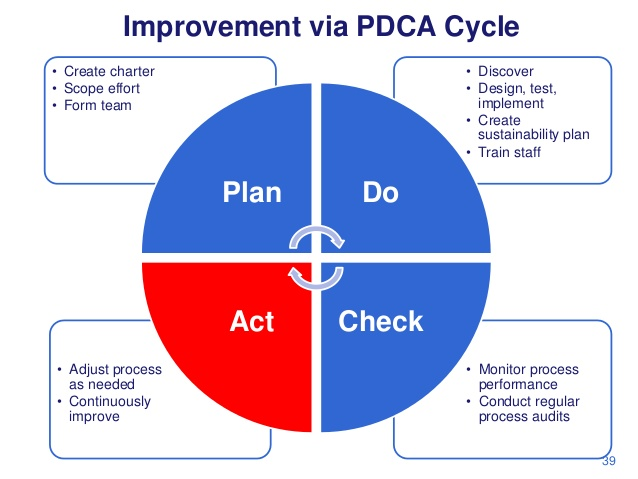 Improvement via PDCA Cycle
• Create charter
• Scope effort
• Form team
• Discover
• Design, test,
implement
• Create
sustainability plan
• Train staff
Plan
Do
Act
Check
• Adjust process
as needed
• Continuously
improve
• Monitor process
performance
• Conduct regular
process audits
39